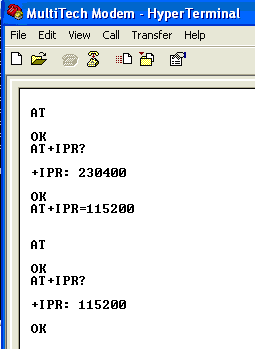 MultiTech Modem - HyperTerminal
File Edit View Call Transfer Help
AT
OK
AT+IPR?
+IPR: 230400
OK
AT+IPR=115200
AT
OK
AT+IPR?
+IPR: 115200
OK